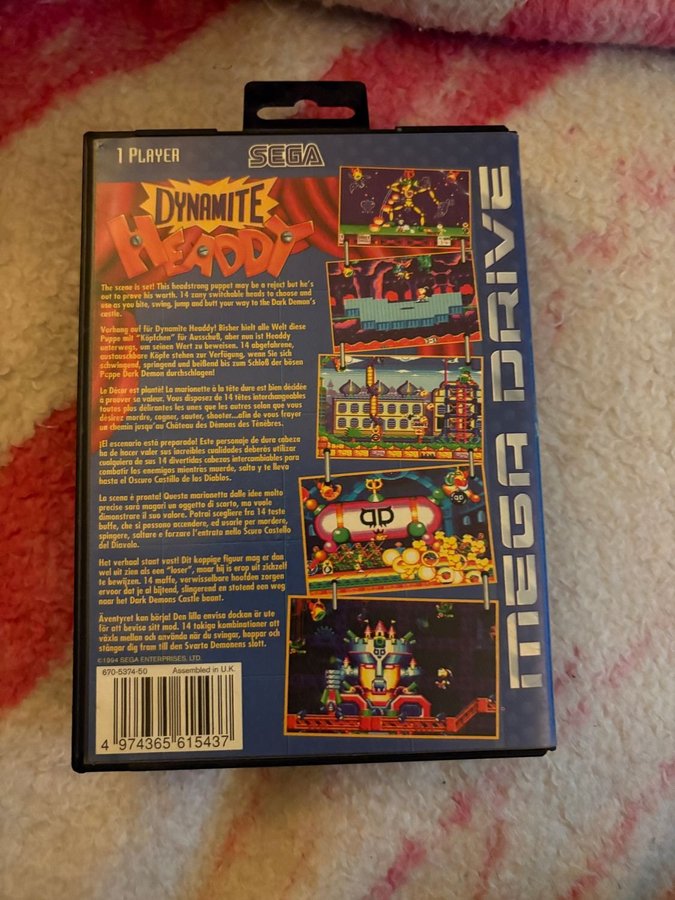 1 PLAYER
SEGA
DYNAMITE
HEADDY
The scene is set! This headstrong puppet may be a reject but he's
out to prove his worth. 14 zany switchable heads to choose and
use as you bite, swing, jump and butt your way to the Dark Demon's
castle.
Vorhang auf für Dynamite Headdy! Bisher hielt alle Welt diese
Puppe mit "Köpfchen" für Ausschuß, aber nun ist Headdy
unterwegs, um seinen Wert zu beweisen. 14 abgefahrene,
austauschbare Köpfe stehen zur Verfügung, wenn Sie sich
schwingend, springend und beißend bis zum Schloß der bösen
Puppe Dark Demon durchschlagen!
Le Décor est planté! La marionette à la tête dure est bien décidée
à prouver sa valeur. Vous disposez de 14 têtes interchangeables
toutes plus délirantes les unes que les autres selon que vous
désirez mordre, cogner, sauter, shooter...afin de vous frayer
un chemin jusqu'au Château des Démons des Ténèbres.
¡El escenario está preparado! Este personaje de dura cabeza
ha de hacer valer sus increíbles cualidades deberás utilizar
cualquiera de sus 14 divertidas cabezas intercambiables para
combatir los enemigos mientras muerde, salta y te lleva
hasta el Oscuro Castillo de los Diablos.
La scena è pronta! Questa marionetta dalle idee molto
precise sarà magari un oggetto di scarto, ma vuole
dimonstrare il suo valore. Potrai scegliere fra 14 teste
buffe, che si possono accendere, ed usarle per mordere,
spingere, saltare e forzare l'entrata nello Scuro Castello
del Diavolo.
Het verhaal staat vast! Dit koppige figuur mag er dan
wel uit zien als een "loser", maar hij is erop uit zichzelf
te bewijzen. 14 maffe, verwisselbare hoofden zorgen
ervoor dat je al bijtend, slingerend en stotend een weg
naar het Dark Demons Castle baant.
Äventyret kan börja! Den lilla envisa dockan är ute
för att bevisa sitt mod. 14 tokiga kombinationer att
växla mellan och använda när du svingar, happar och
stångar dig fram till den Svarta Demonens slott.
©1994 SEGA ENTERPRISES, LTD.
670-5374-50 Assembled in U.K.
4 974365 615437
MEGA DRIVE